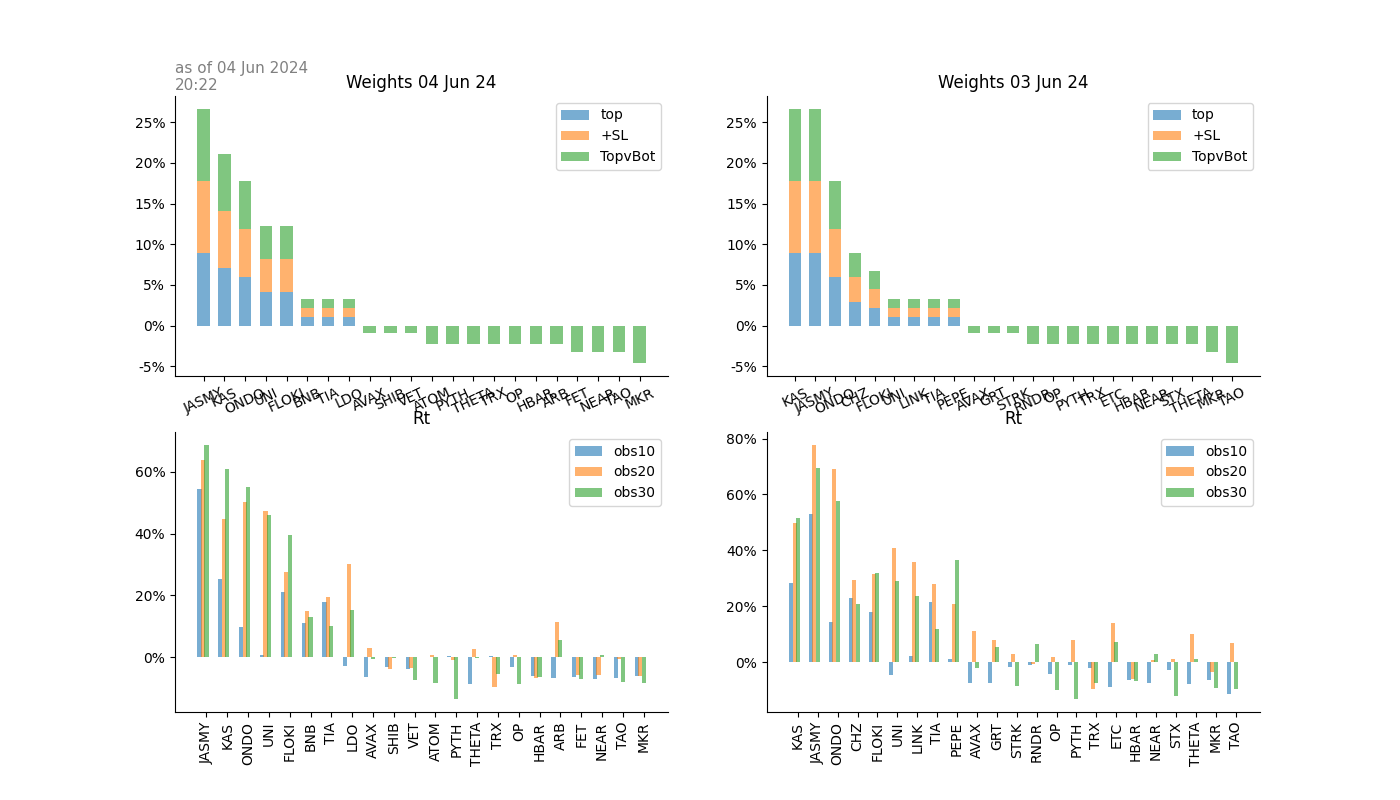 as of 04 Jun 2024
20:22
Weights 04 Jun 24
25%
20%
15%
10%
5%
0%
-5%
top
+SL
TopvBot
JASMY KAS ONDO UNI FLOKI BNB TIA LDO AVAX SHIB VET ATOM PYTH THETA TRX OP HBAR ARB FET NEAR TAO MKR
Weights 03 Jun 24
25%
20%
15%
10%
5%
0%
-5%
top
+SL
TopvBot
KAS JASMY ONDO CHZ FLOKI UNI LINK TIA PEPE AVAX GRT STRK RNDR OP PYTH TRX ETC HBAR NEAR STX THETA MKR TAO
Rt
60%
40%
20%
0%
obs10
obs20
obs30
JASMY KAS ONDO UNI FLOKI BNB TIA LDO AVAX SHIB VET ATOM PYTH THETA TRX OP HBAR ARB FET NEAR TAO MKR
Rt
80%
60%
40%
20%
0%
obs10
obs20
obs30
KAS JASMY ONDO CHZ FLOKI UNI LINK TIA PEPE AVAX GRT STRK RNDR OP PYTH TRX ETC HBAR NEAR STX THETA MKR TAO